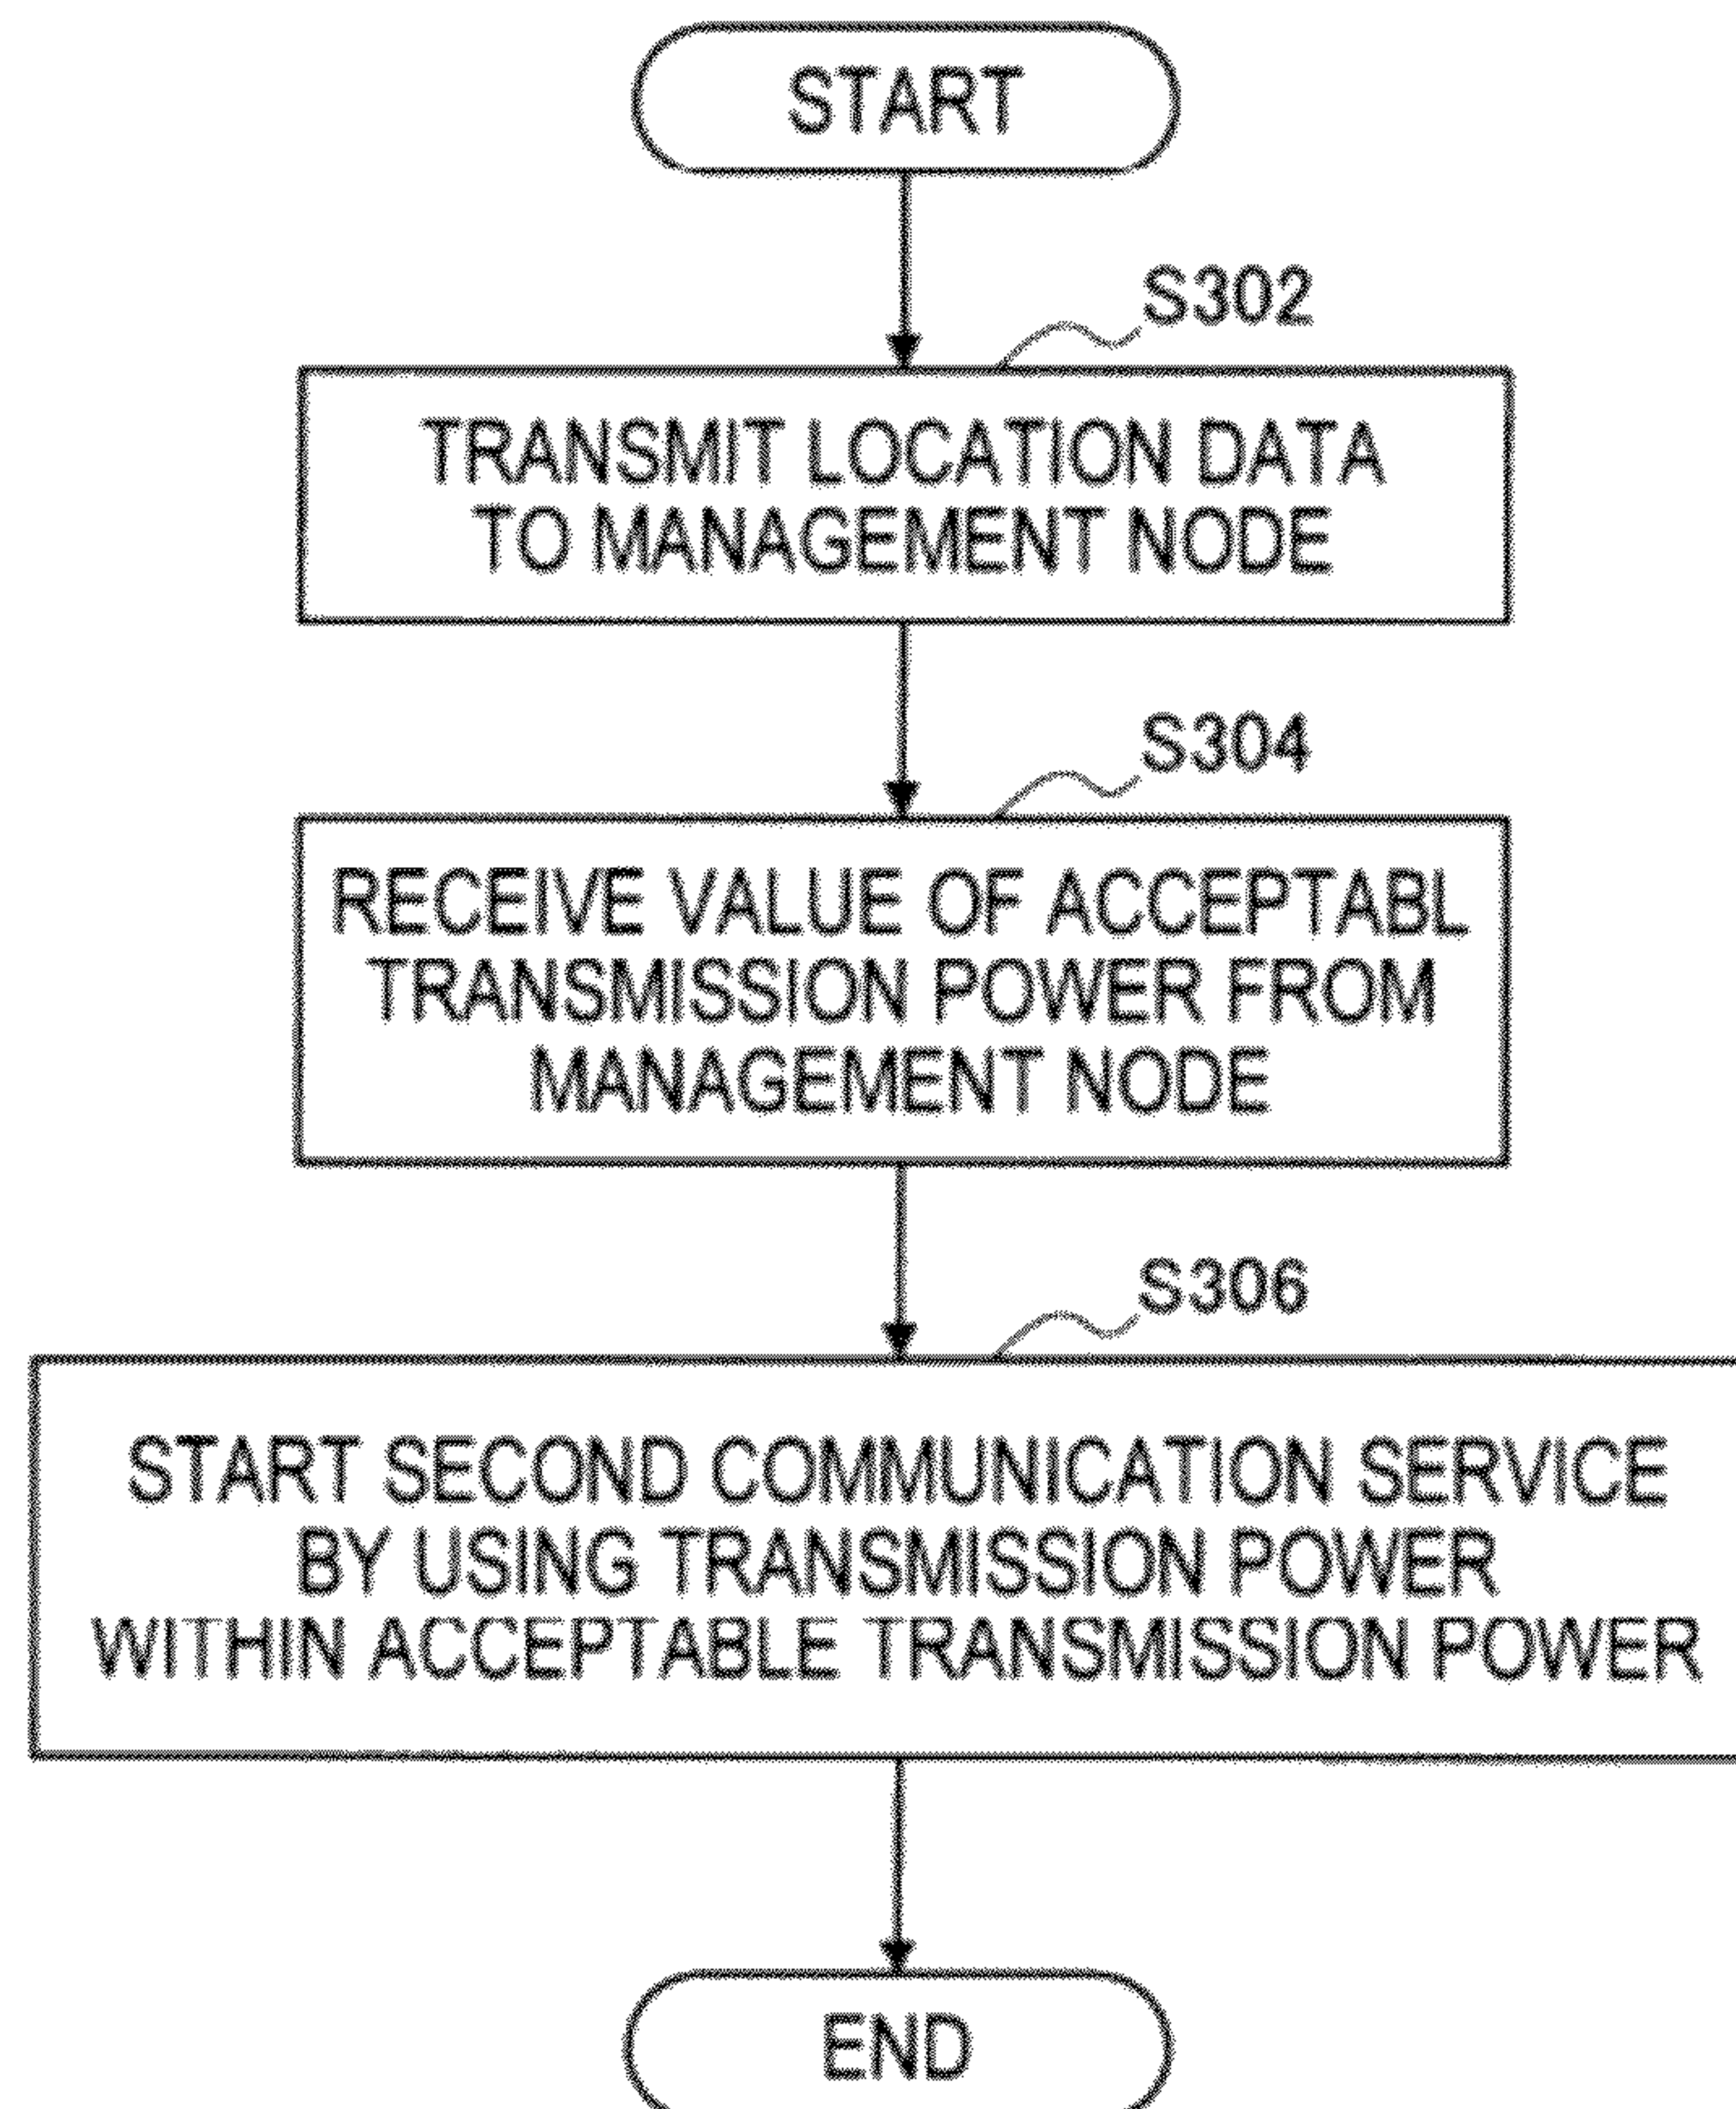 START
S302
TRANSMIT LOCATION DATA
TO MANAGEMENT NODE
S304
RECEIVE VALUE OF ACCEPTABL
TRANSMISSION POWER FROM
MANAGEMENT NODE
S306
START SECOND COMMUNICATION SERVICE
BY USING TRANSMISSION POWER
WITHIN ACCEPTABLE TRANSMISSION POWER
END